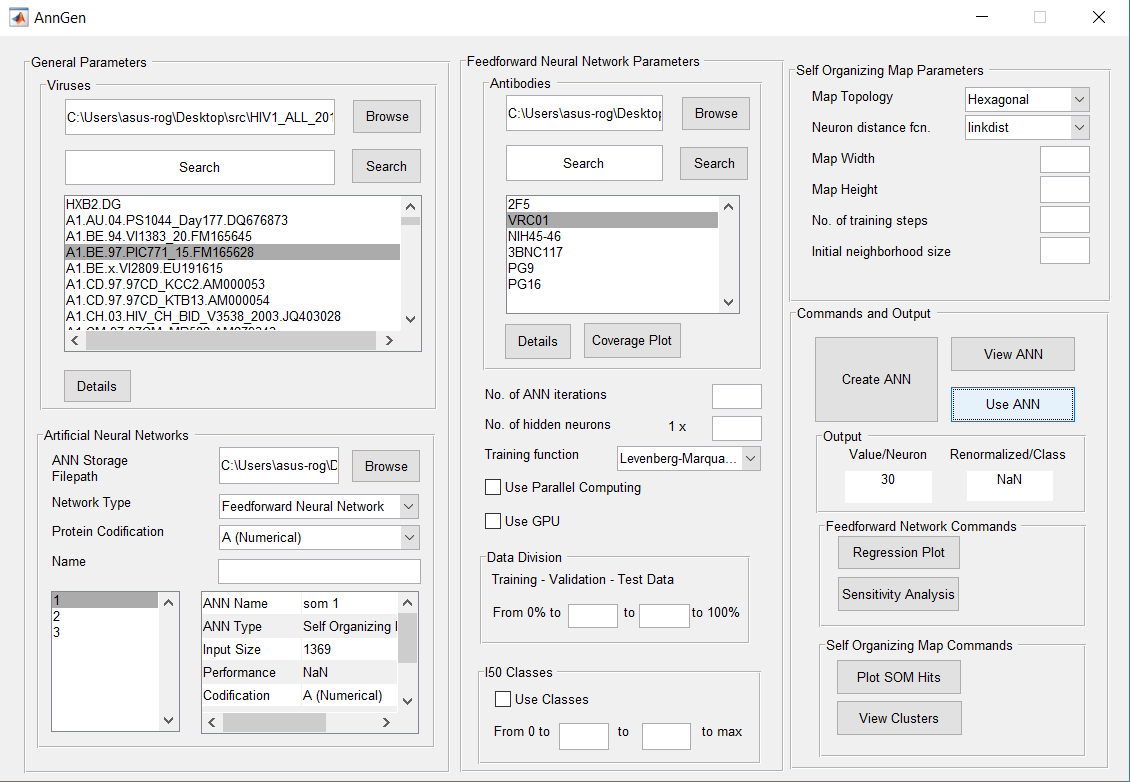 AnnGen
General Parameters
Viruses
C:\Users\asus-rog\Desktop\src\HIV1_ALL_201
Browse
Search
Search
HXB2.DG
A1.AU.04.PS1044_Day177.DQ676873
A1.BE.94.VI1383_20.FM165645
A1.BE.97.PIC771_15.FM165628
A1.BE.x.VI2809.EU191615
A1.CD.97.97CD_KCC2.AM000053
A1.CD.97.97CD_KTB13.AM000054
A1.CH.03.HIV_CH_BID_V3538_2003.JQ403028
Details
Artificial Neural Networks
ANN Storage
Filepath
C:\Users\asus-rog\D
Browse
Network Type
Feedforward Neural Network
Protein Codification
A (Numerical)
Name
1
2
3
ANN Name som 1
ANN Type Self Organizing
Input Size 1369
Performance NaN
Codification A (Numerical)
Feedforward Neural Network Parameters
Antibodies
C:\Users\asus-rog\Desktop
Browse
Search
Search
2F5
VRC01
NIH45-46
3BNC117
PG9
PG16
Details
Coverage Plot
No. of ANN iterations
No. of hidden neurons 1 x
Training function
Levenberg-Marqua...
Use Parallel Computing
Use GPU
Data Division
Training - Validation - Test Data
From 0% to to to 100%
I50 Classes
Use Classes
From 0 to to to max
Self Organizing Map Parameters
Map Topology
Hexagonal
Neuron distance fcn.
linkdist
Map Width
Map Height
No. of training steps
Initial neighborhood size
Commands and Output
Create ANN
View ANN
Use ANN
Output
Value/Neuron Renormalized/Class
30 NaN
Feedforward Network Commands
Regression Plot
Sensitivity Analysis
Self Organizing Map Commands
Plot SOM Hits
View Clusters